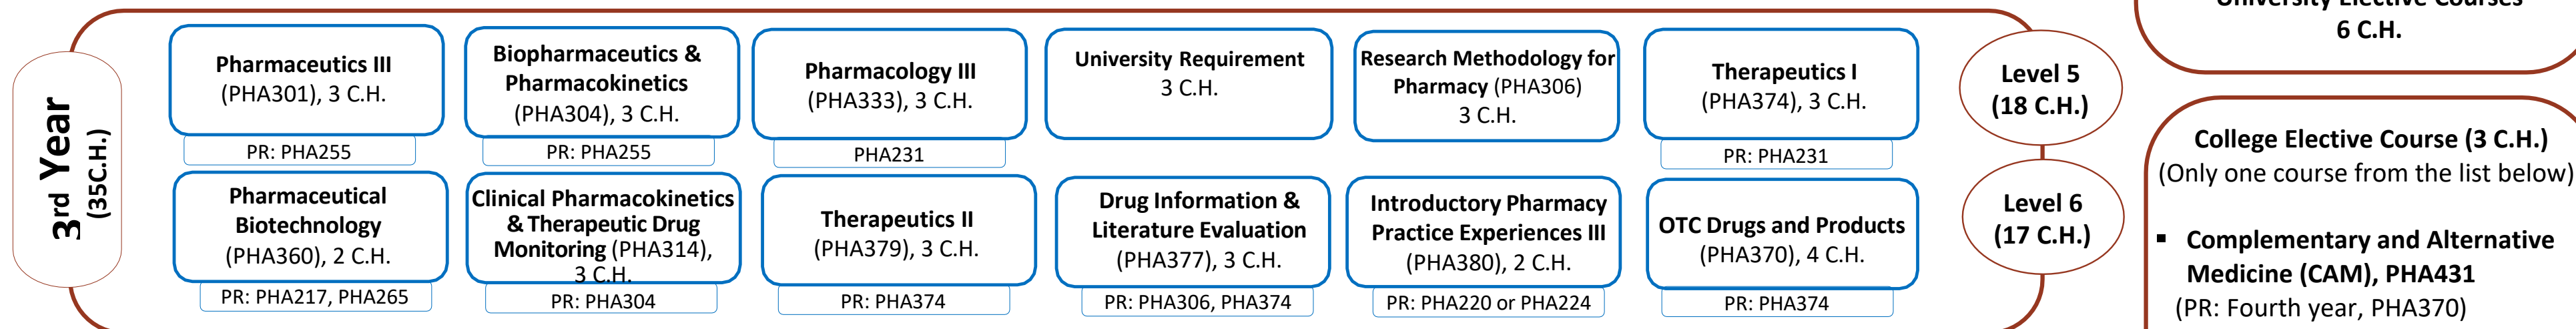 3rd Year
(35C.H.)
Pharmaceutics III
(PHA301), 3 C.H.
PR: PHA255
Biopharmaceutics &
Pharmacokinetics
(PHA304), 3 C.H.
PR: PHA255
Pharmacology III
(PHA333), 3 C.H.
PHA231
University Requirement
3 C.H.
Research Methodology for
Pharmacy (PHA306)
3 C.H.
Therapeutics I
(PHA374), 3 C.H.
PR: PHA231
Level 5
(18 C.H.)
Pharmaceutical
Biotechnology
(PHA360), 2 C.H.
PR: PHA217, PHA265
Clinical Pharmacokinetics
& Therapeutic Drug
Monitoring (PHA314),
3 C.H.
PR: PHA304
Therapeutics II
(PHA379), 3 C.H.
PR: PHA374
Drug Information &
Literature Evaluation
(PHA377), 3 C.H.
PR: PHA306, PHA374
Introductory Pharmacy
Practice Experiences III
(PHA380), 2 C.H.
PR: PHA220 or PHA224
OTC Drugs and Products
(PHA370), 4 C.H.
PR: PHA374
Level 6
(17 C.H.)
University Elective Courses
6 C.H.
College Elective Course (3 C.H.)
(Only one course from the list below)
▪ Complementary and Alternative
Medicine (CAM), PHA431
(PR: Fourth year, PHA370)